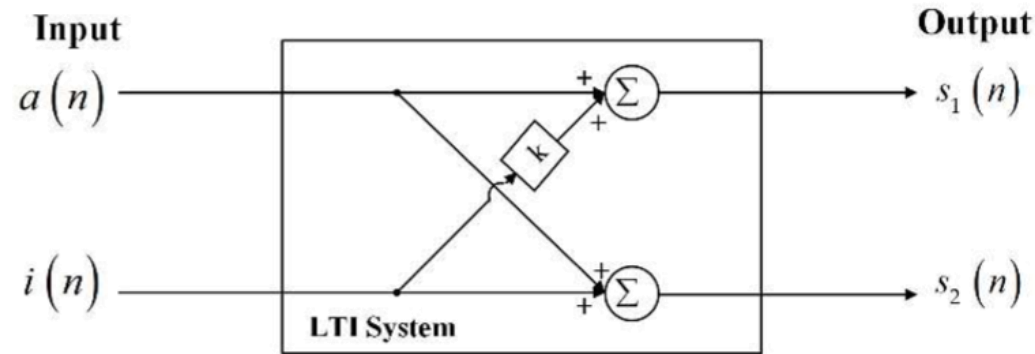 Input
Output
a(n)
+
Σ
s₁(n)
+
k
i(n)
+
Σ
s₂(n)
+
LTI System